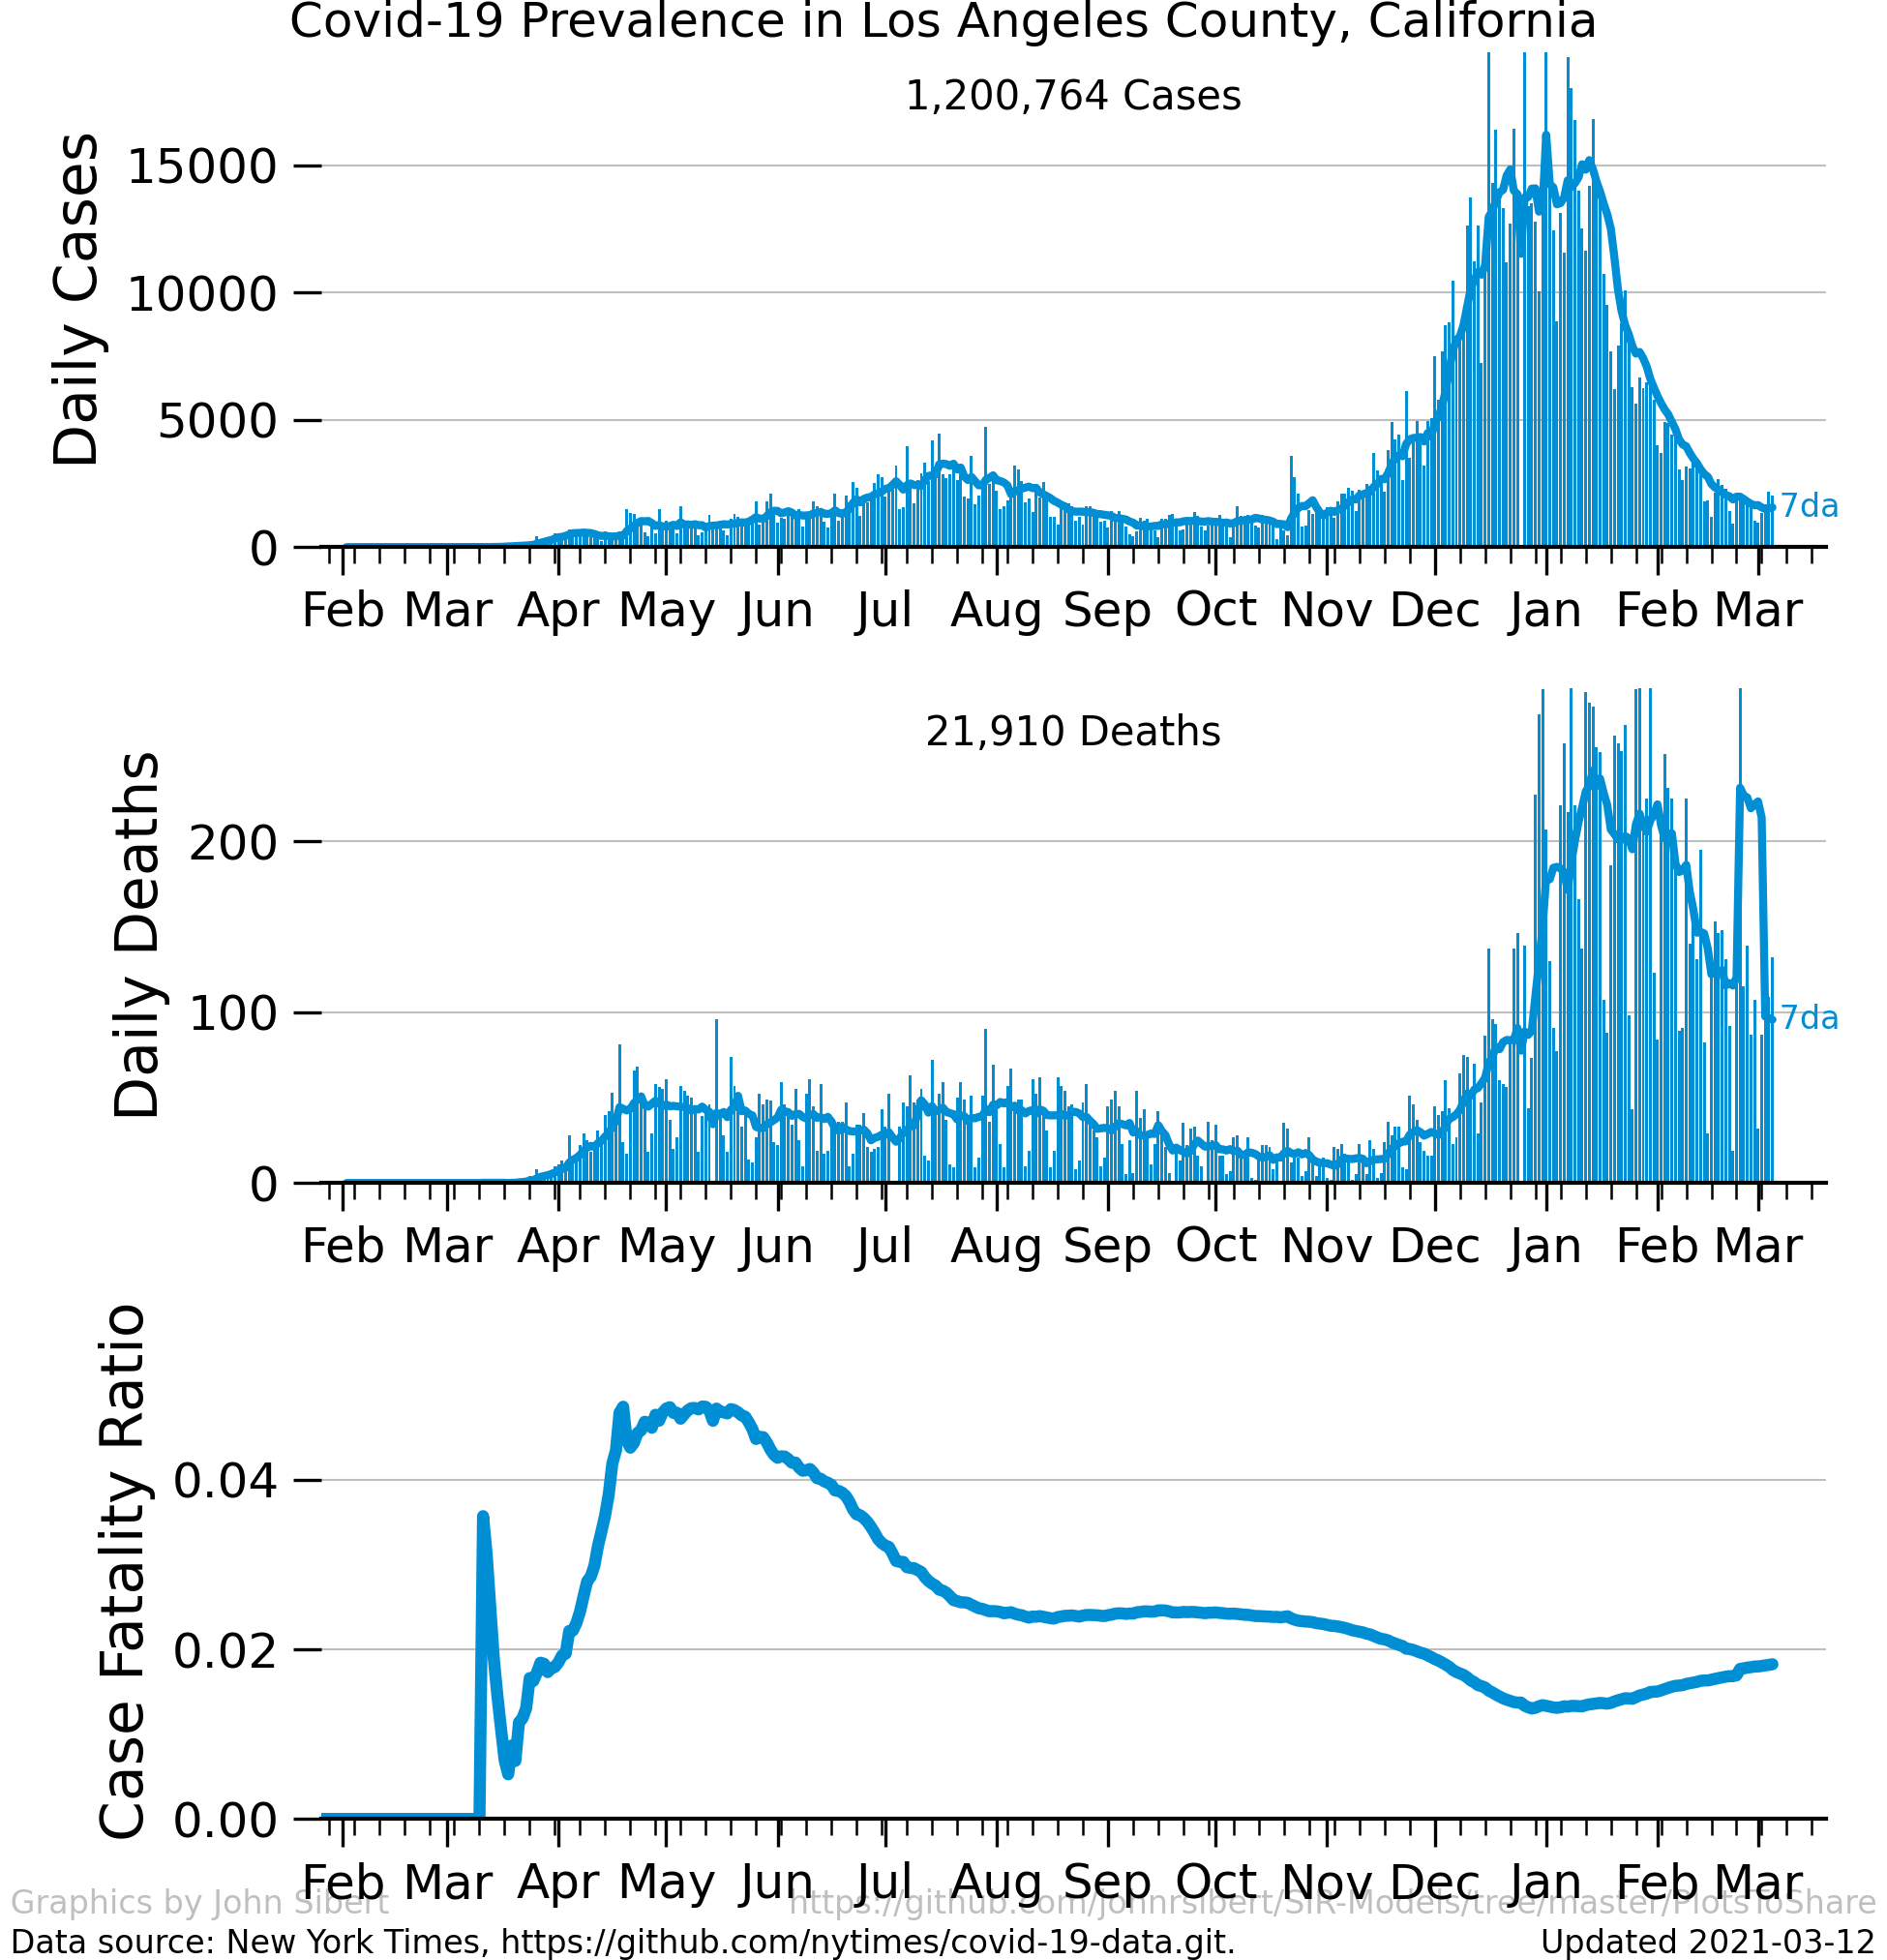 Covid-19 Prevalence in Los Angeles County, California
1,200,764 Cases
Daily Cases
15000
10000
5000
0
7da
Feb Mar Apr May Jun Jul Aug Sep Oct Nov Dec Jan Feb Mar
21,910 Deaths
Daily Deaths
200
100
0
7da
Feb Mar Apr May Jun Jul Aug Sep Oct Nov Dec Jan Feb Mar
Case Fatality Ratio
0.04
0.02
0.00
Feb Mar Apr May Jun Jul Aug Sep Oct Nov Dec Jan Feb Mar
Graphics by John Sibert https://github.com/johnrsibert/SIR-Models/tree/master/PlotsToShare
Data source: New York Times, https://github.com/nytimes/covid-19-data.git. Updated 2021-03-12